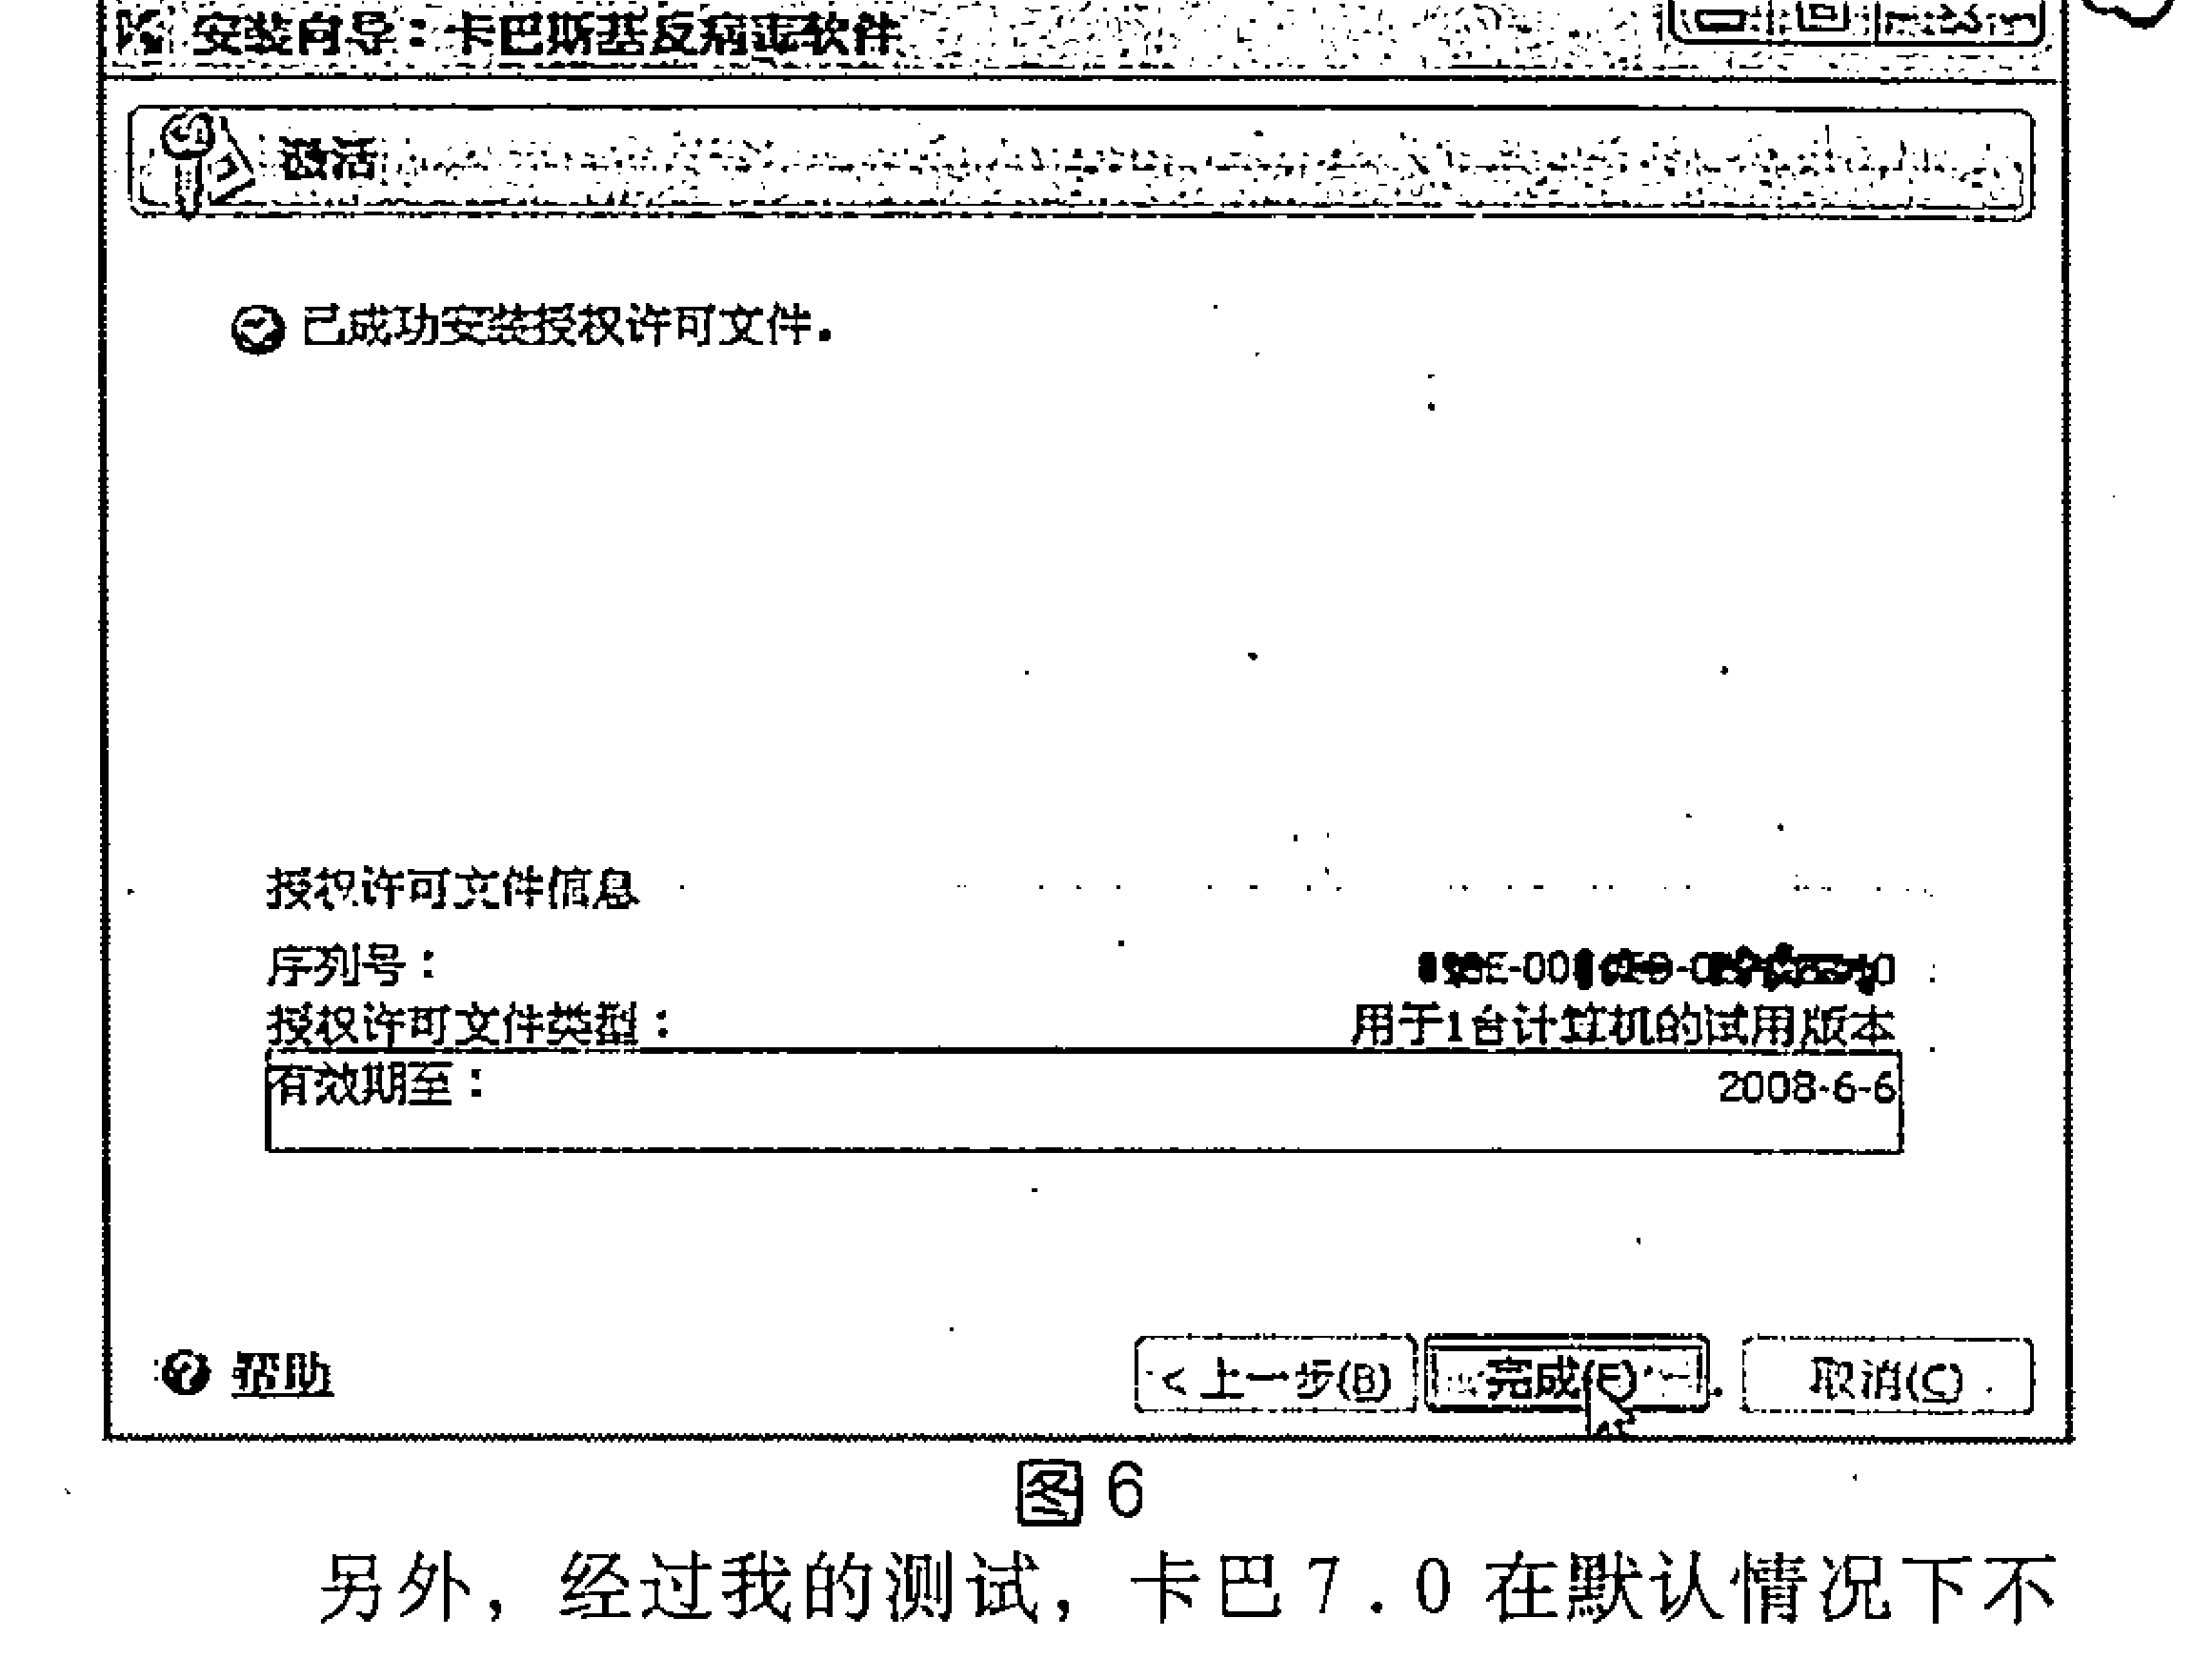 安装向导：卡巴斯基反病毒软件
激活
已成功安装授权许可文件.
授权许可文件信息
序列号：
授权许可文件类型： 用于1台计算机的试用版本
有效期至： 2008-6-6
帮助
< 上一步(B) 完成(F) 取消(C)
图6
另外，经过我的测试，卡巴7.0在默认情况下不